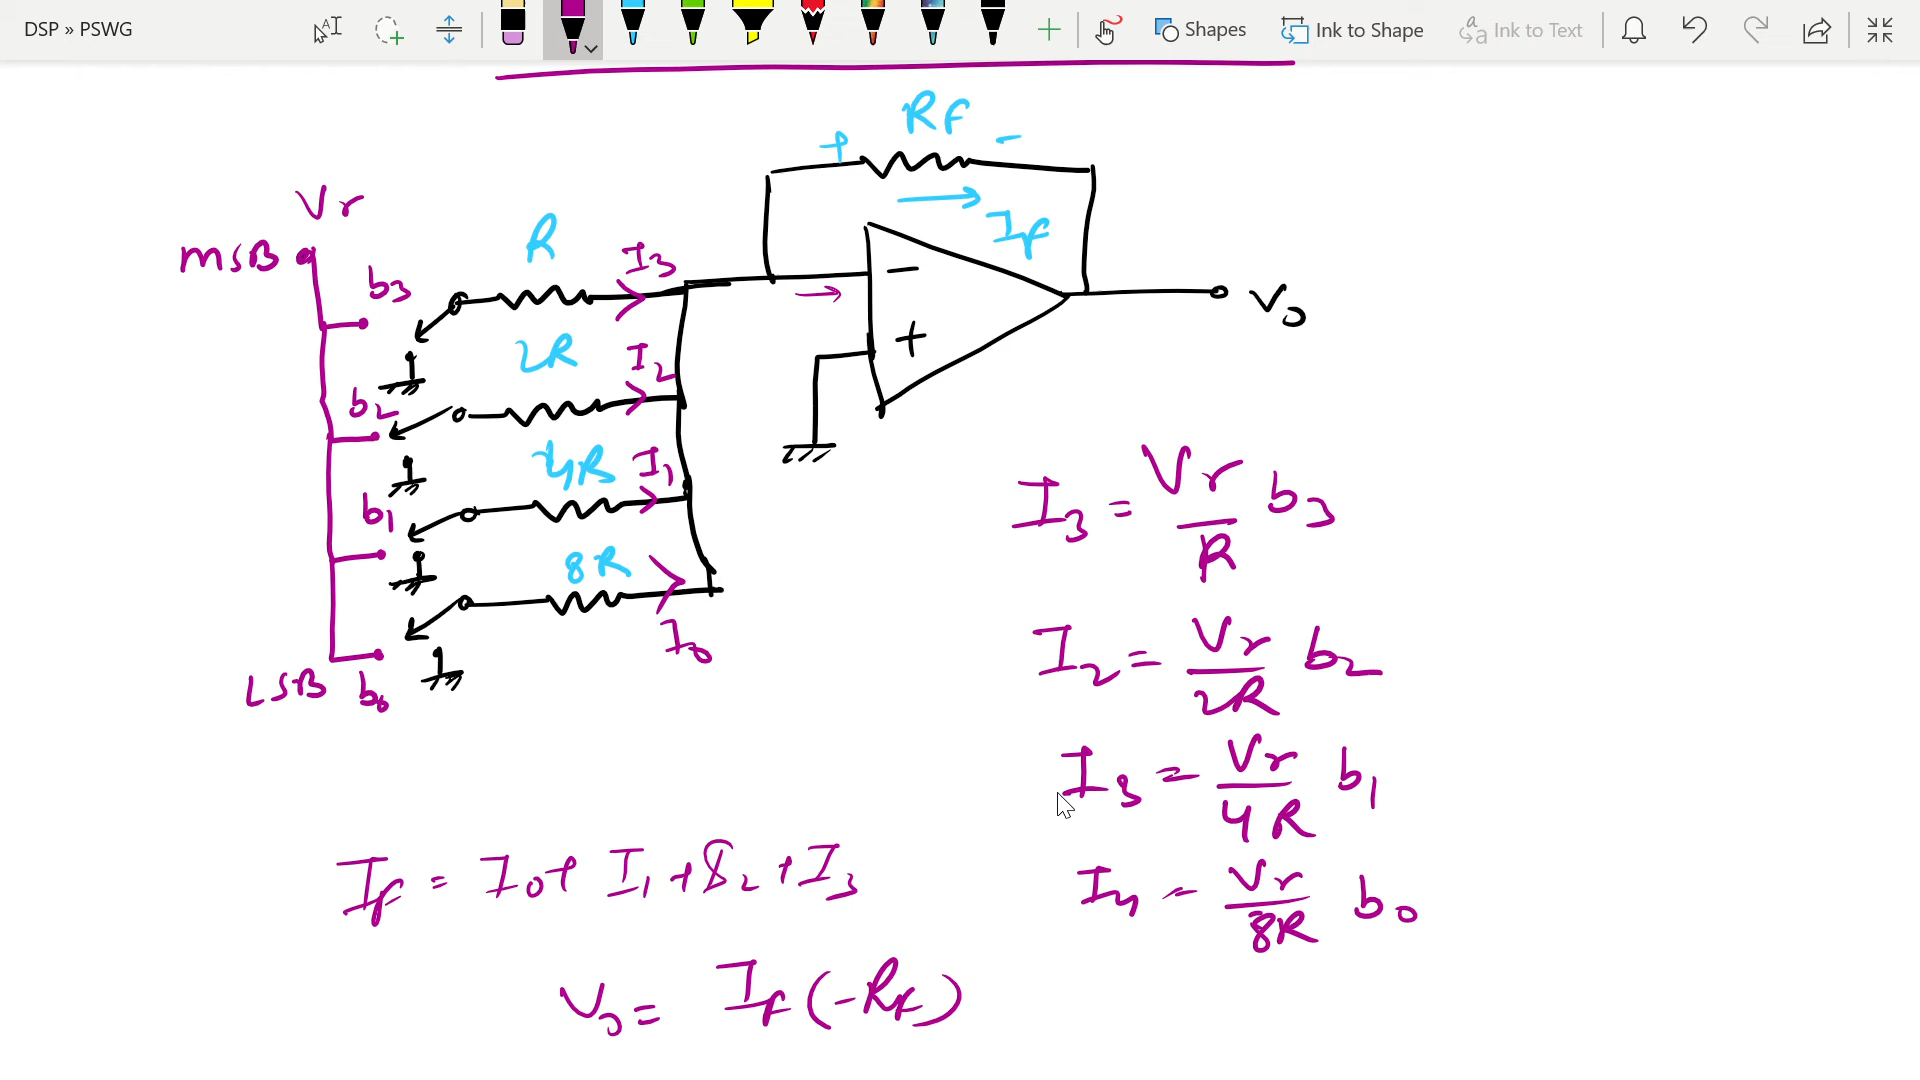 DSP » PSWG
Shapes
Ink to Shape
Ink to Text
Rf
+ -
Vr
MSB
b3
R
I3
If
-
+
Vo
2R
I2
b2
4R
I1
b1
8R
I0
LSB b0
I3 = Vr/R b3
I2 = Vr/2R b2
I3 = Vr/4R b1
I4 = Vr/8R b0
If = I0 + I1 + I2 + I3
Vo = If (-Rf)